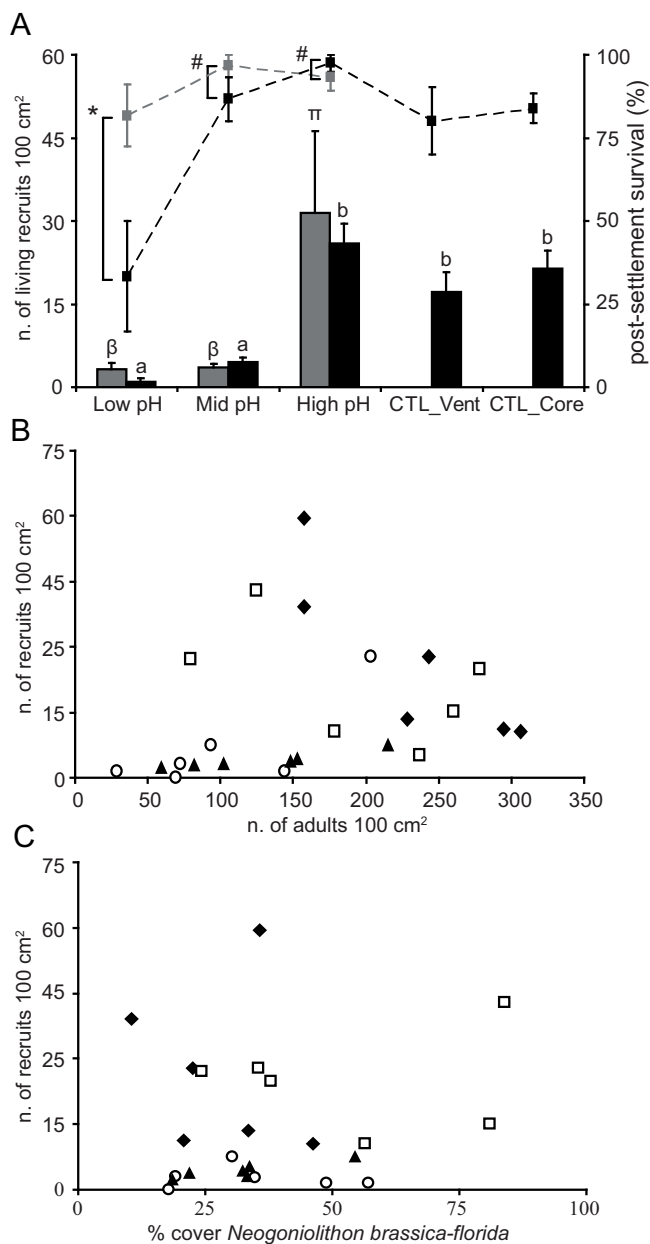 A
60
45
30
15
0
n. of living recruits 100 cm²
100
75
50
25
0
post-settlement survival (%)
* # # π
b b b
β a β a
Low pH Mid pH High pH CTL_Vent CTL_Core
B
75
60
45
25
15
0
n. of recruits 100 cm²
50 100 150 200 250 300 350
n. of adults 100 cm²
C
75
60
45
25
15
0
n. of recruits 100 cm²
0 25 50 75 100
% cover Neogoniolithon brassica-florida